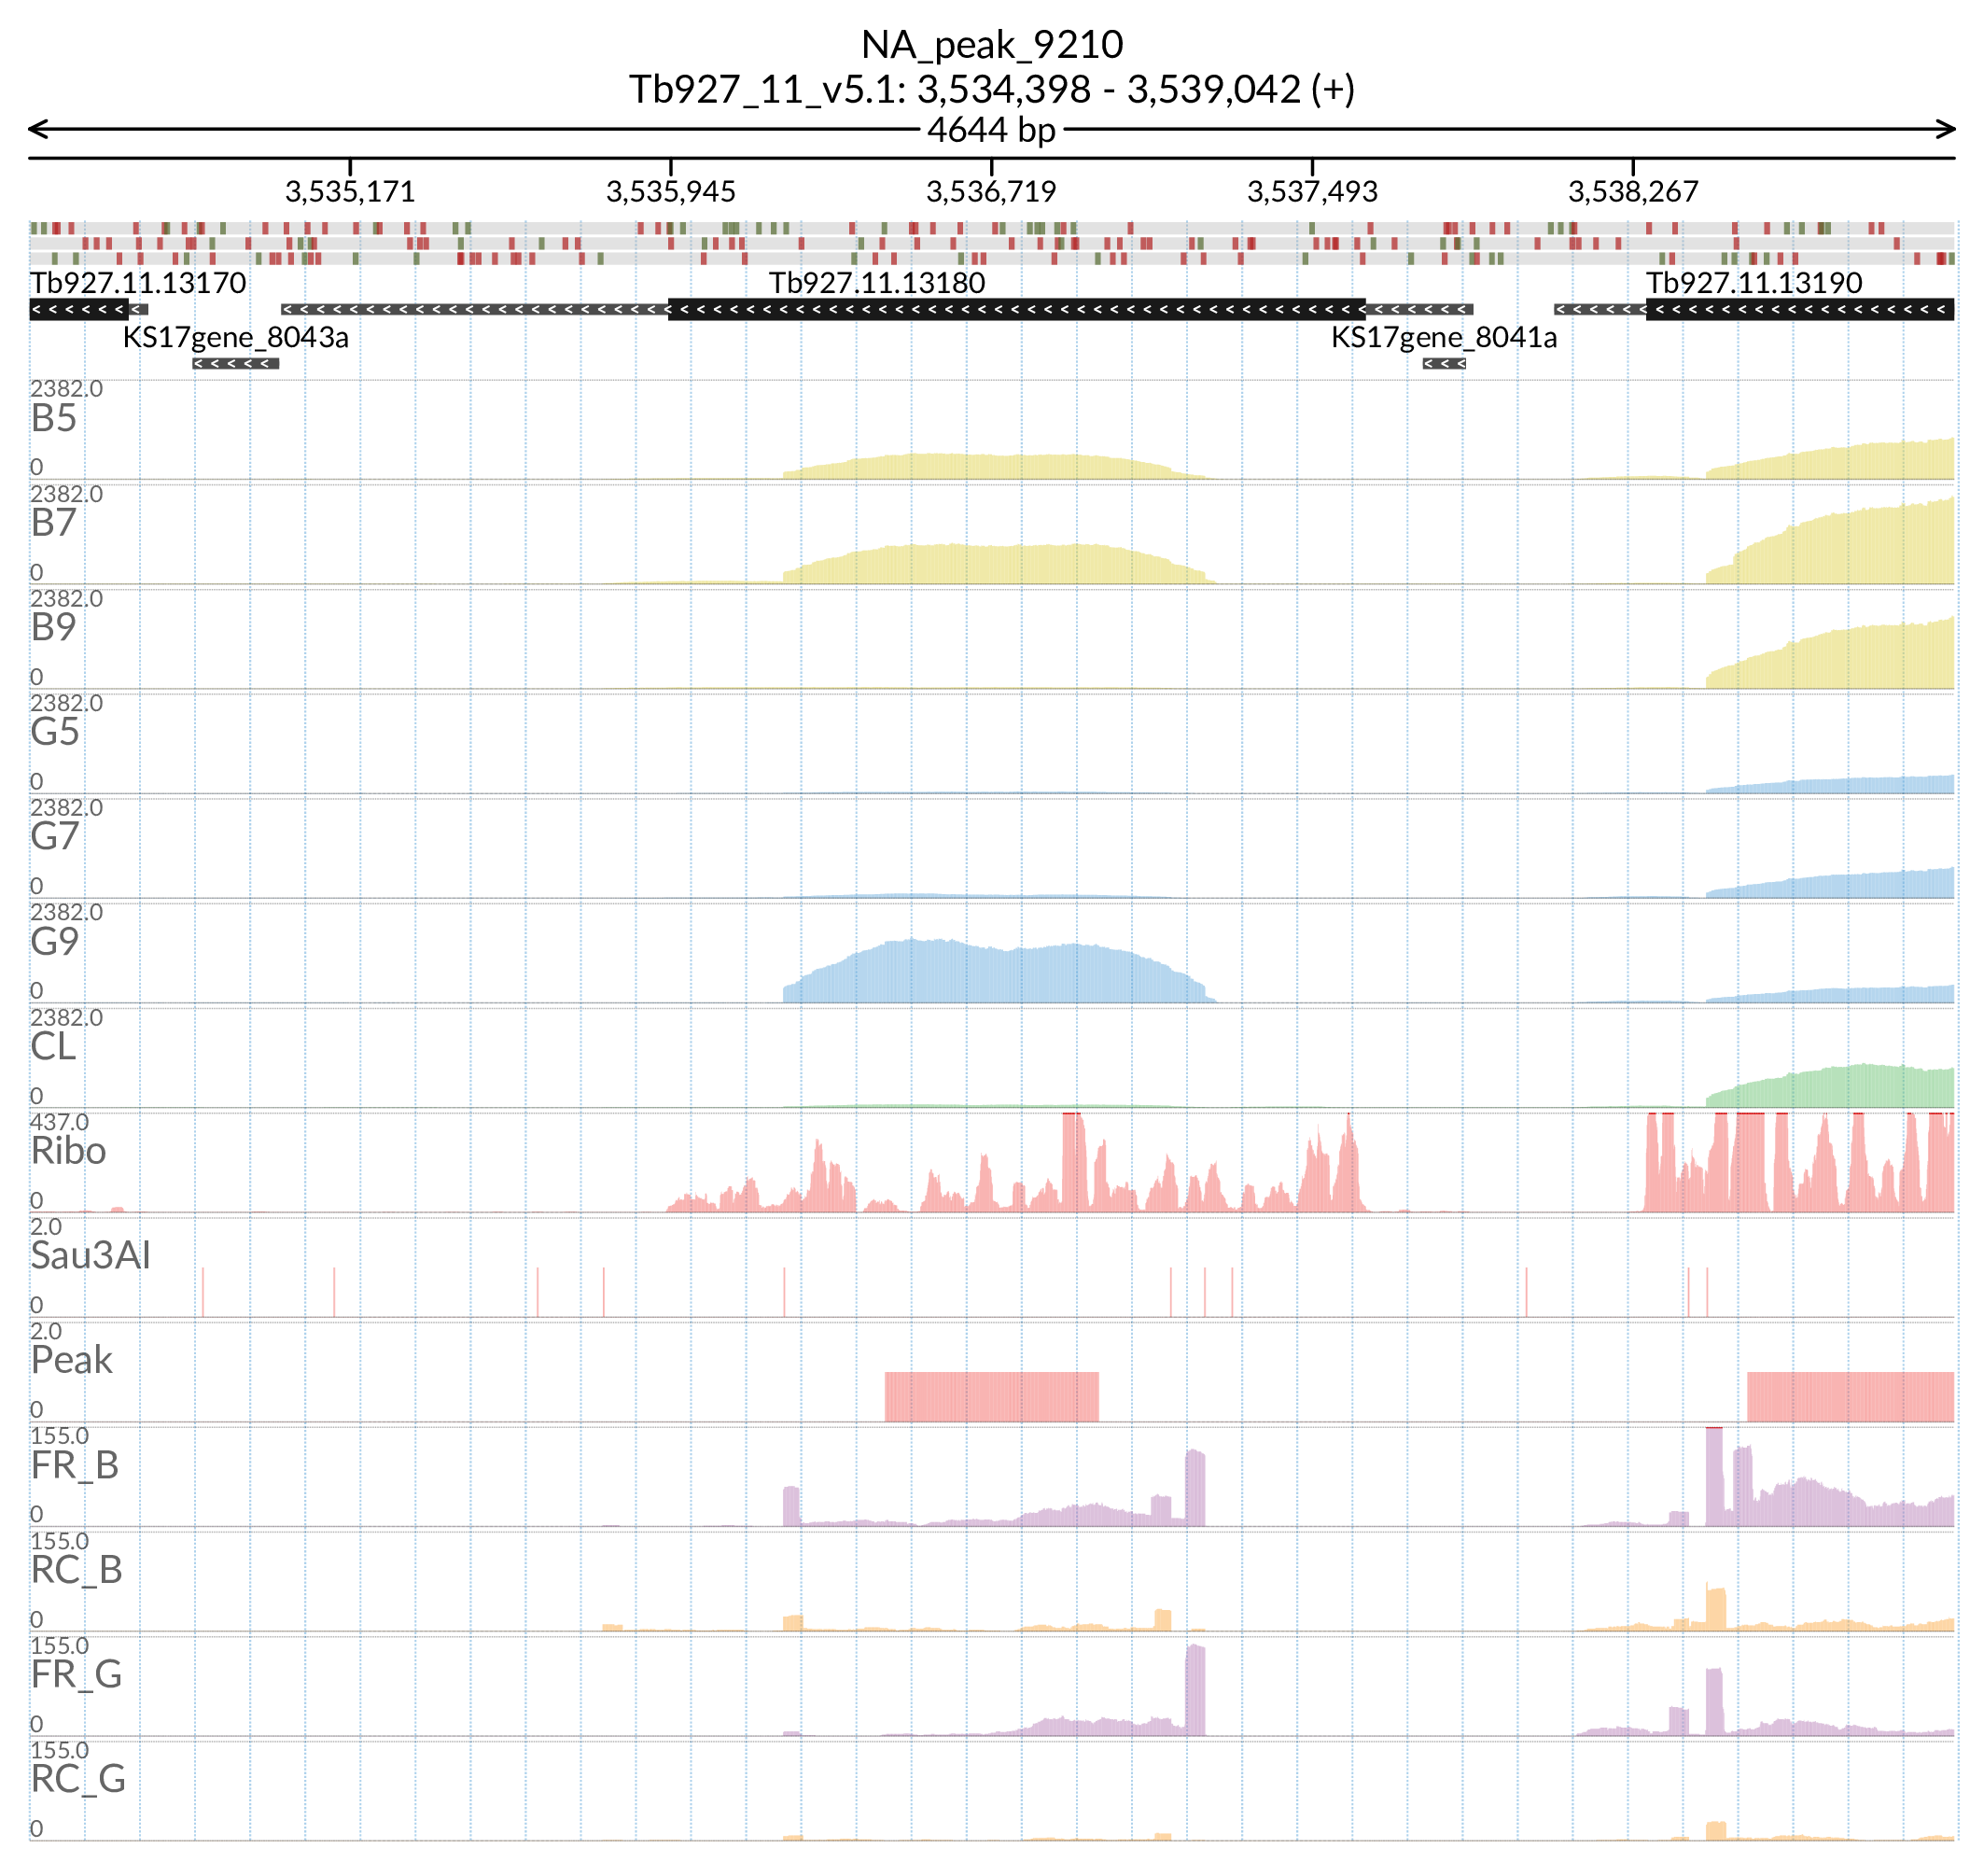 NA_peak_9210
Tb927_11_v5.1: 3,534,398 - 3,539,042 (+)
4644 bp
3,535,171 3,535,945 3,536,719 3,537,493 3,538,267
Tb927.11.13170 Tb927.11.13180 Tb927.11.13190
KS17gene_8043a KS17gene_8041a
2382.0
B5
0
2382.0
B7
0
2382.0
B9
0
2382.0
G5
0
2382.0
G7
0
2382.0
G9
0
2382.0
CL
0
437.0
Ribo
0
2.0
Sau3AI
0
2.0
Peak
0
155.0
FR_B
0
155.0
RC_B
0
155.0
FR_G
0
155.0
RC_G
0